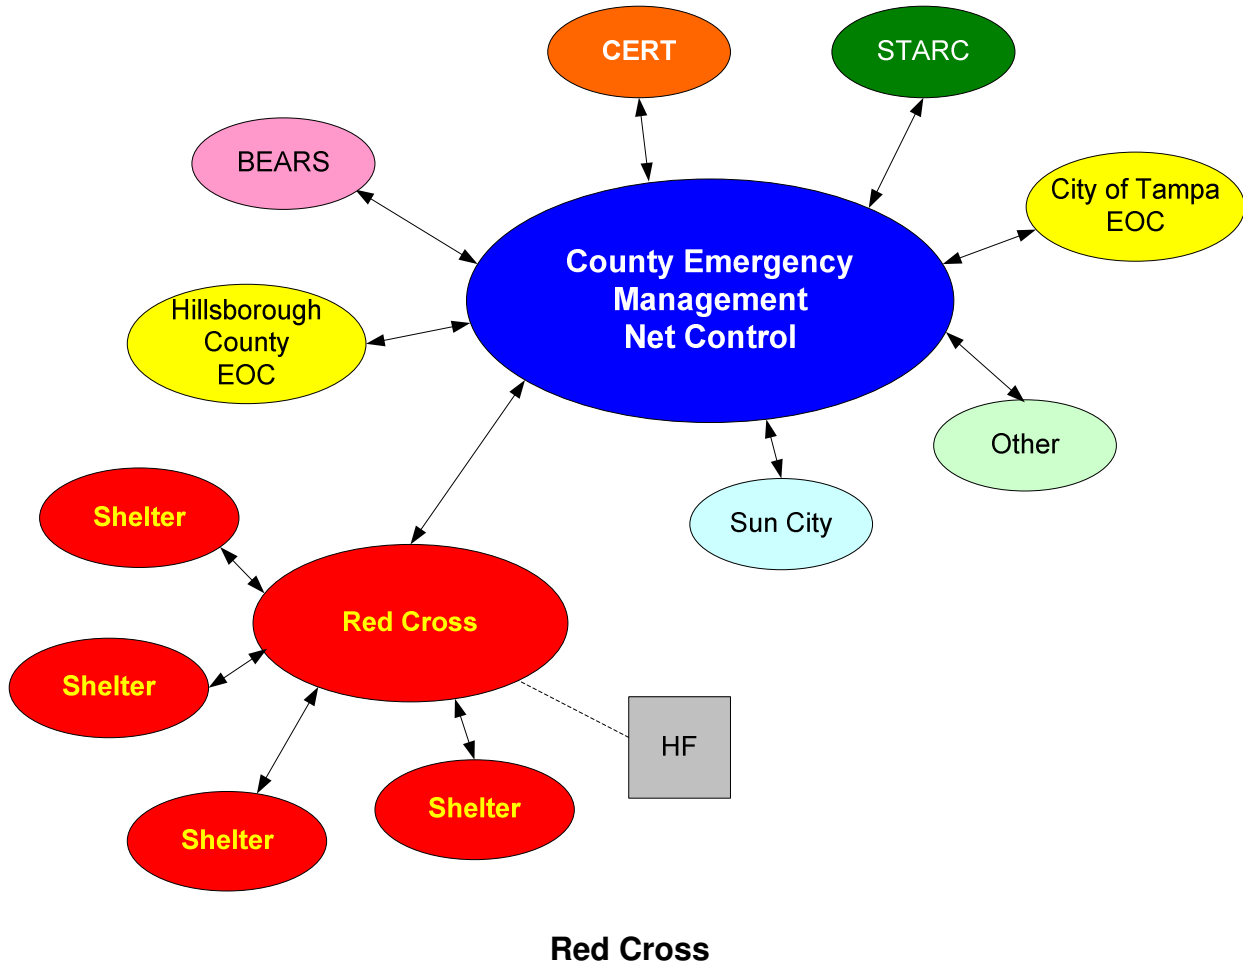 CERT
STARC
BEARS
City of Tampa
EOC
County Emergency
Management
Net Control
Hillsborough
County
EOC
Other
Shelter
Sun City
Red Cross
Shelter
HF
Shelter
Shelter
Red Cross